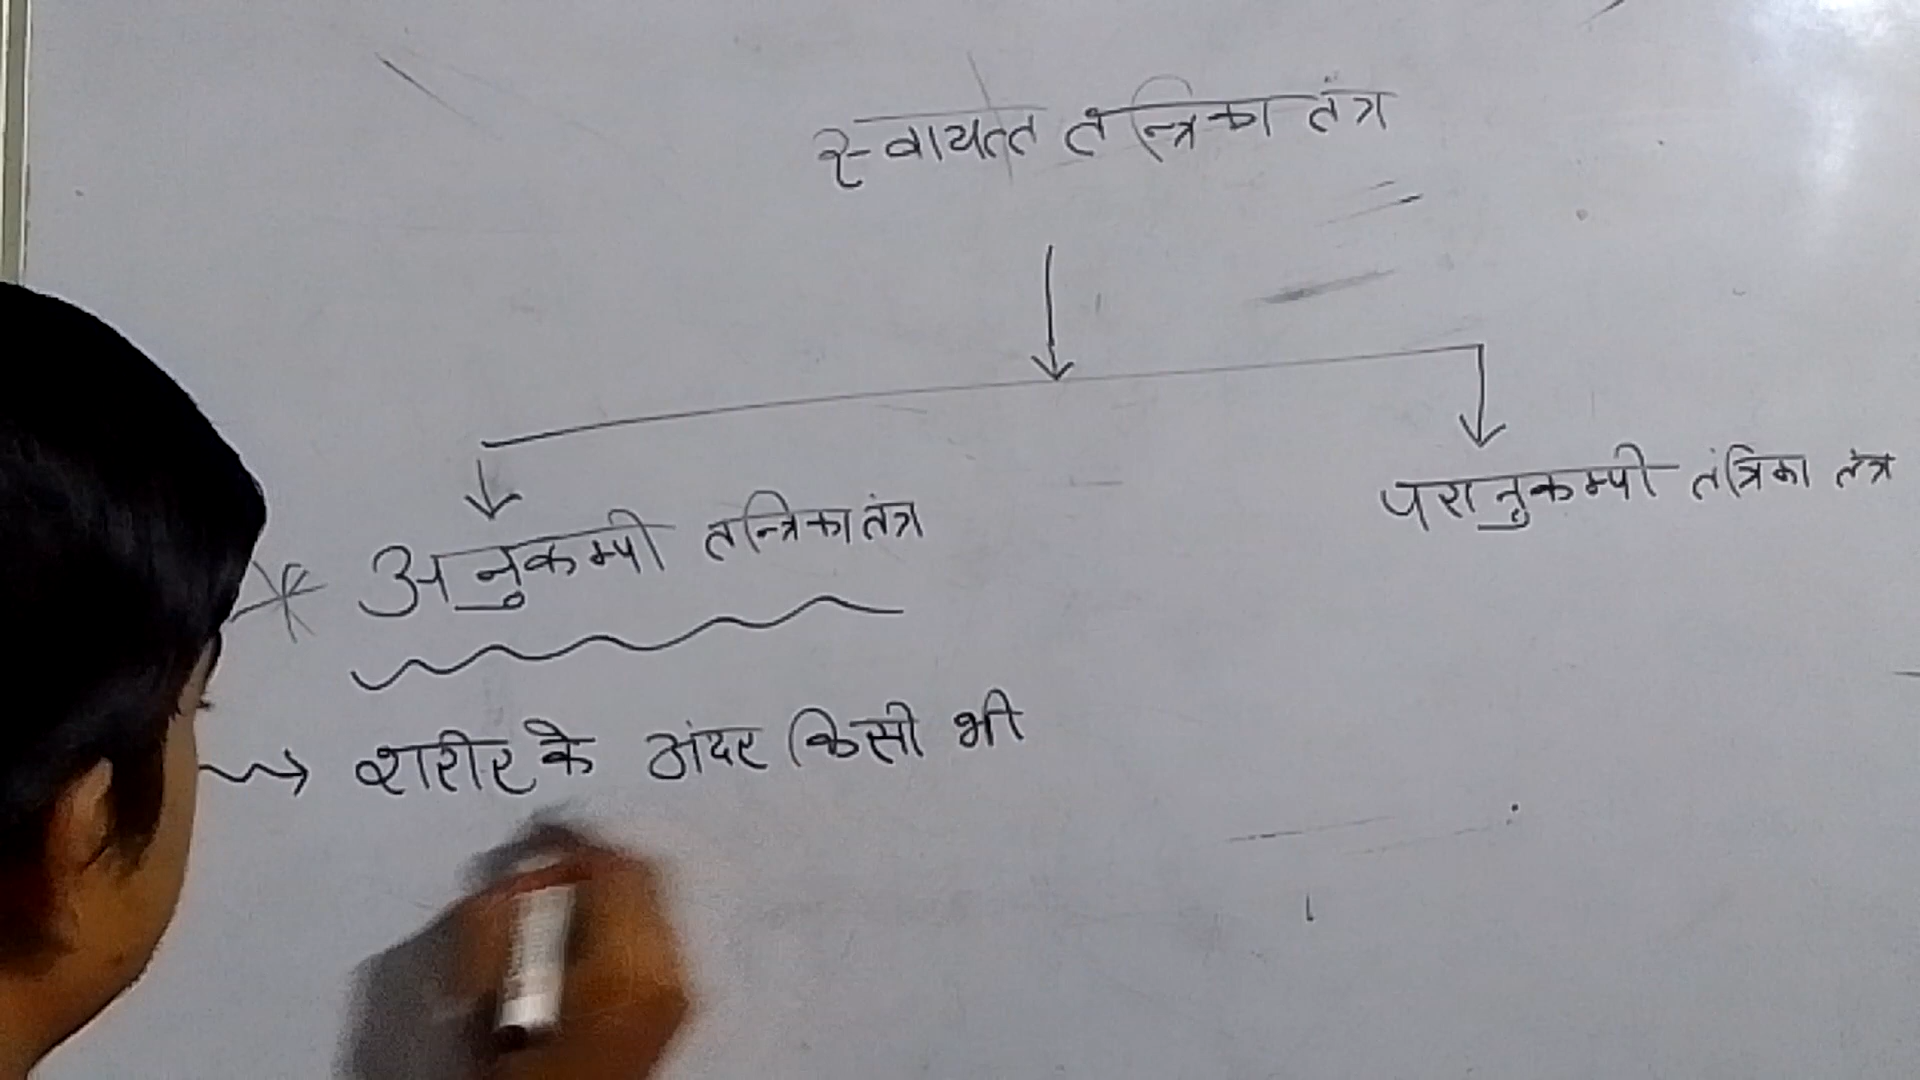 स्वायत्त तन्त्रिका तंत्र
अनुकम्पी तन्त्रिका तंत्र
परानुकम्पी तंत्रिका तंत्र
शरीर के अंदर किसी भी